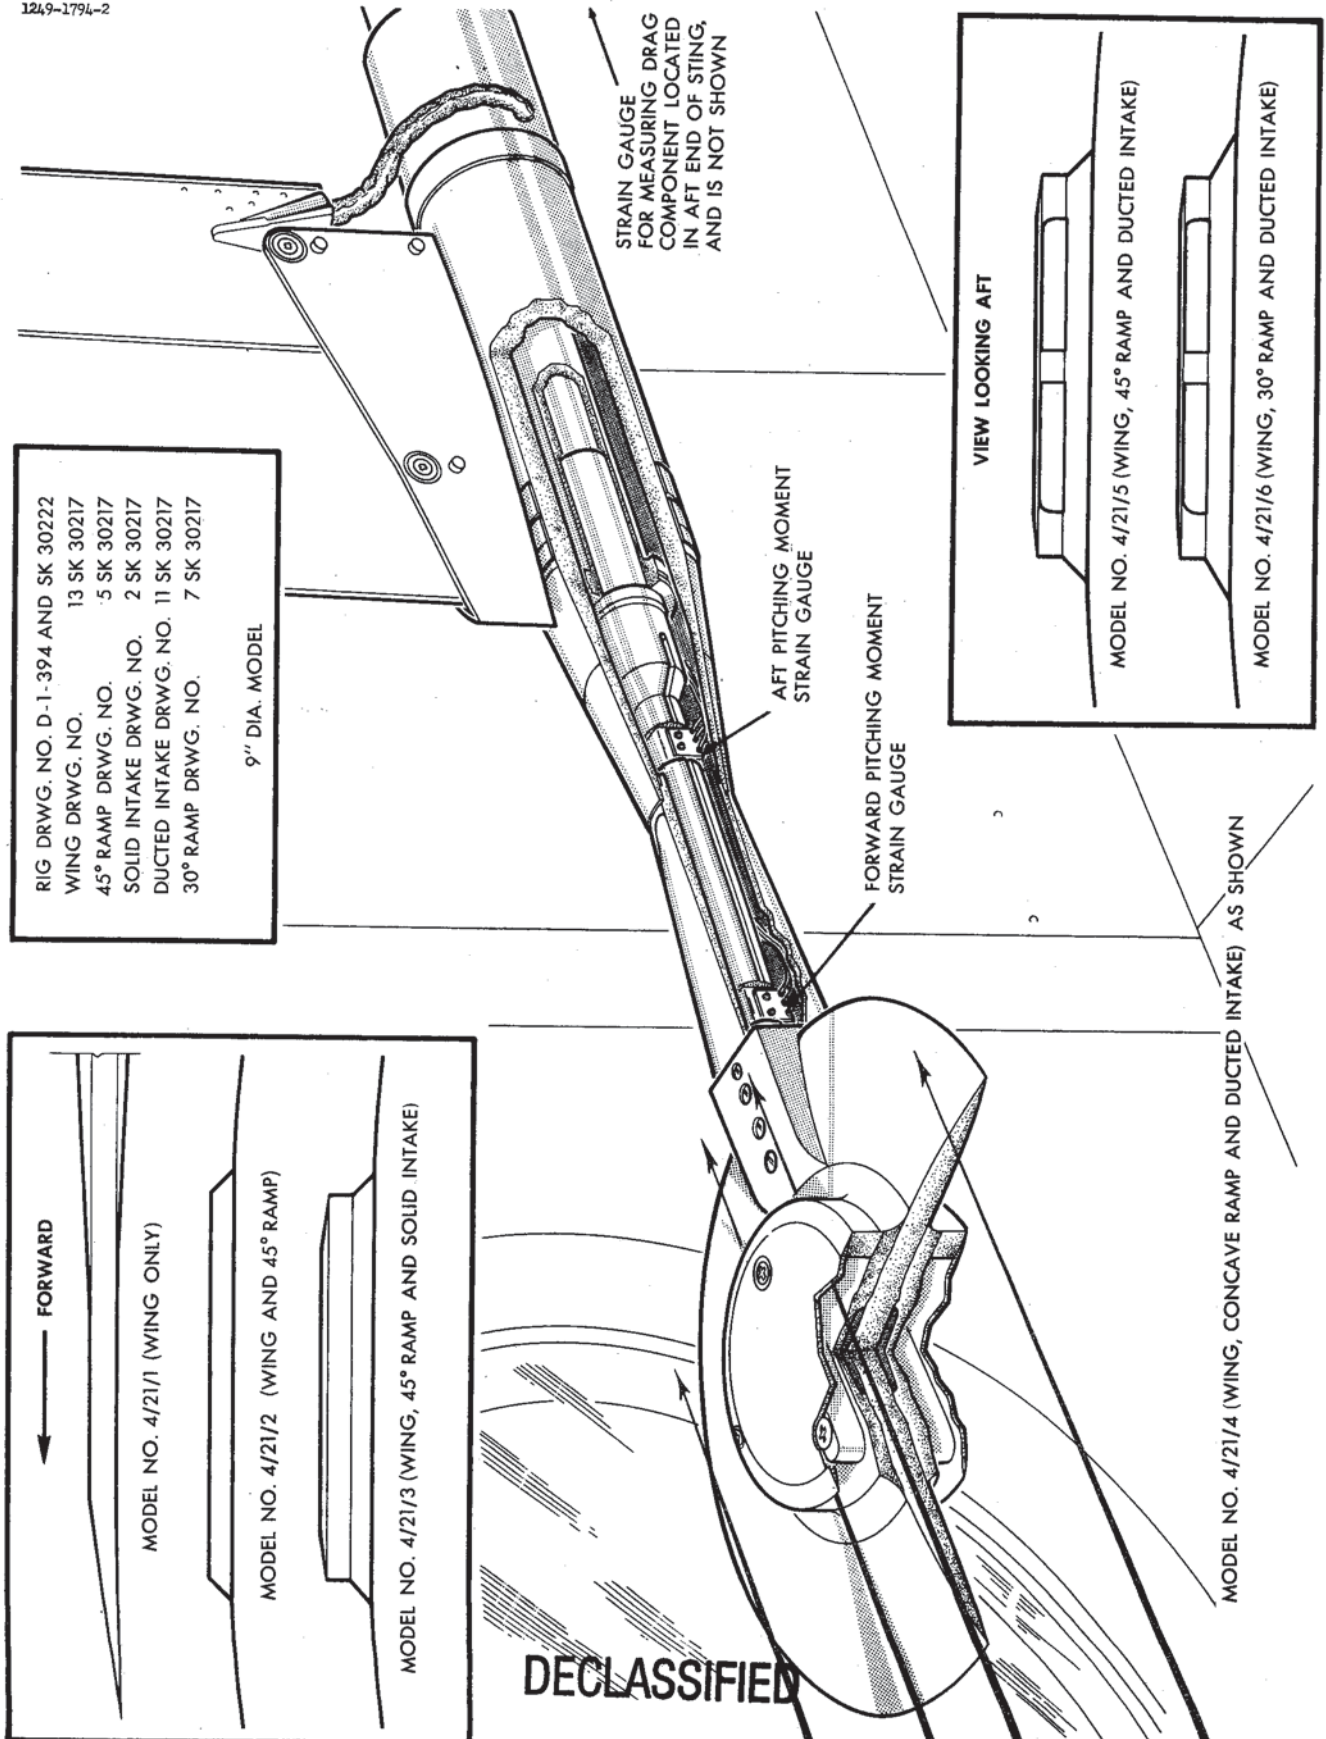 1249-1794-2
RIG DRWG. NO. D-1-394 AND SK 30222
WING DRWG. NO. 13 SK 30217
45° RAMP DRWG. NO. 5 SK 30217
SOLID INTAKE DRWG. NO. 2 SK 30217
DUCTED INTAKE DRWG. NO. 11 SK 30217
30° RAMP DRWG. NO. 7 SK 30217
9" DIA. MODEL
FORWARD
MODEL NO. 4/21/1 (WING ONLY)
MODEL NO. 4/21/2 (WING AND 45° RAMP)
MODEL NO. 4/21/3 (WING, 45° RAMP AND SOLID INTAKE)
STRAIN GAUGE
FOR MEASURING DRAG
COMPONENT LOCATED
IN AFT END OF STING,
AND IS NOT SHOWN
AFT PITCHING MOMENT
STRAIN GAUGE
FORWARD PITCHING MOMENT
STRAIN GAUGE
VIEW LOOKING AFT
MODEL NO. 4/21/5 (WING, 45° RAMP AND DUCTED INTAKE)
MODEL NO. 4/21/6 (WING, 30° RAMP AND DUCTED INTAKE)
MODEL NO. 4/21/4 (WING, CONCAVE RAMP AND DUCTED INTAKE) AS SHOWN
DECLASSIFIED